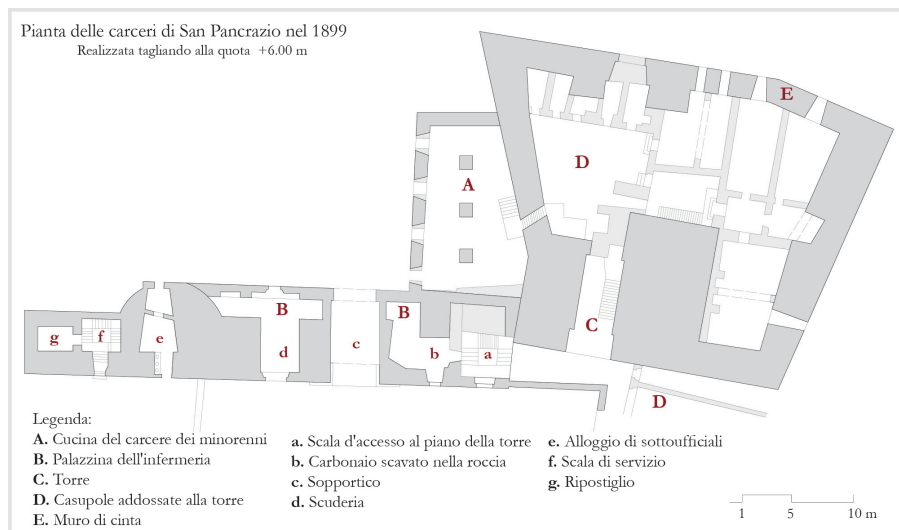 Pianta delle carceri di San Pancrazio nel 1899
Realizzata tagliando alla quota +6.00 m
E
D
A
B
B
C
g
f
e
d
c
b
a
D
Legenda:
A. Cucina del carcere dei minorenni
B. Palazzina dell'infermeria
C. Torre
D. Casupole addossate alla torre
E. Muro di cinta
a. Scala d'accesso al piano della torre
b. Carbonaio scavato nella roccia
c. Sopportico
d. Scuderia
e. Alloggio di sottoufficiali
f. Scala di servizio
g. Ripostiglio
1 5 10 m